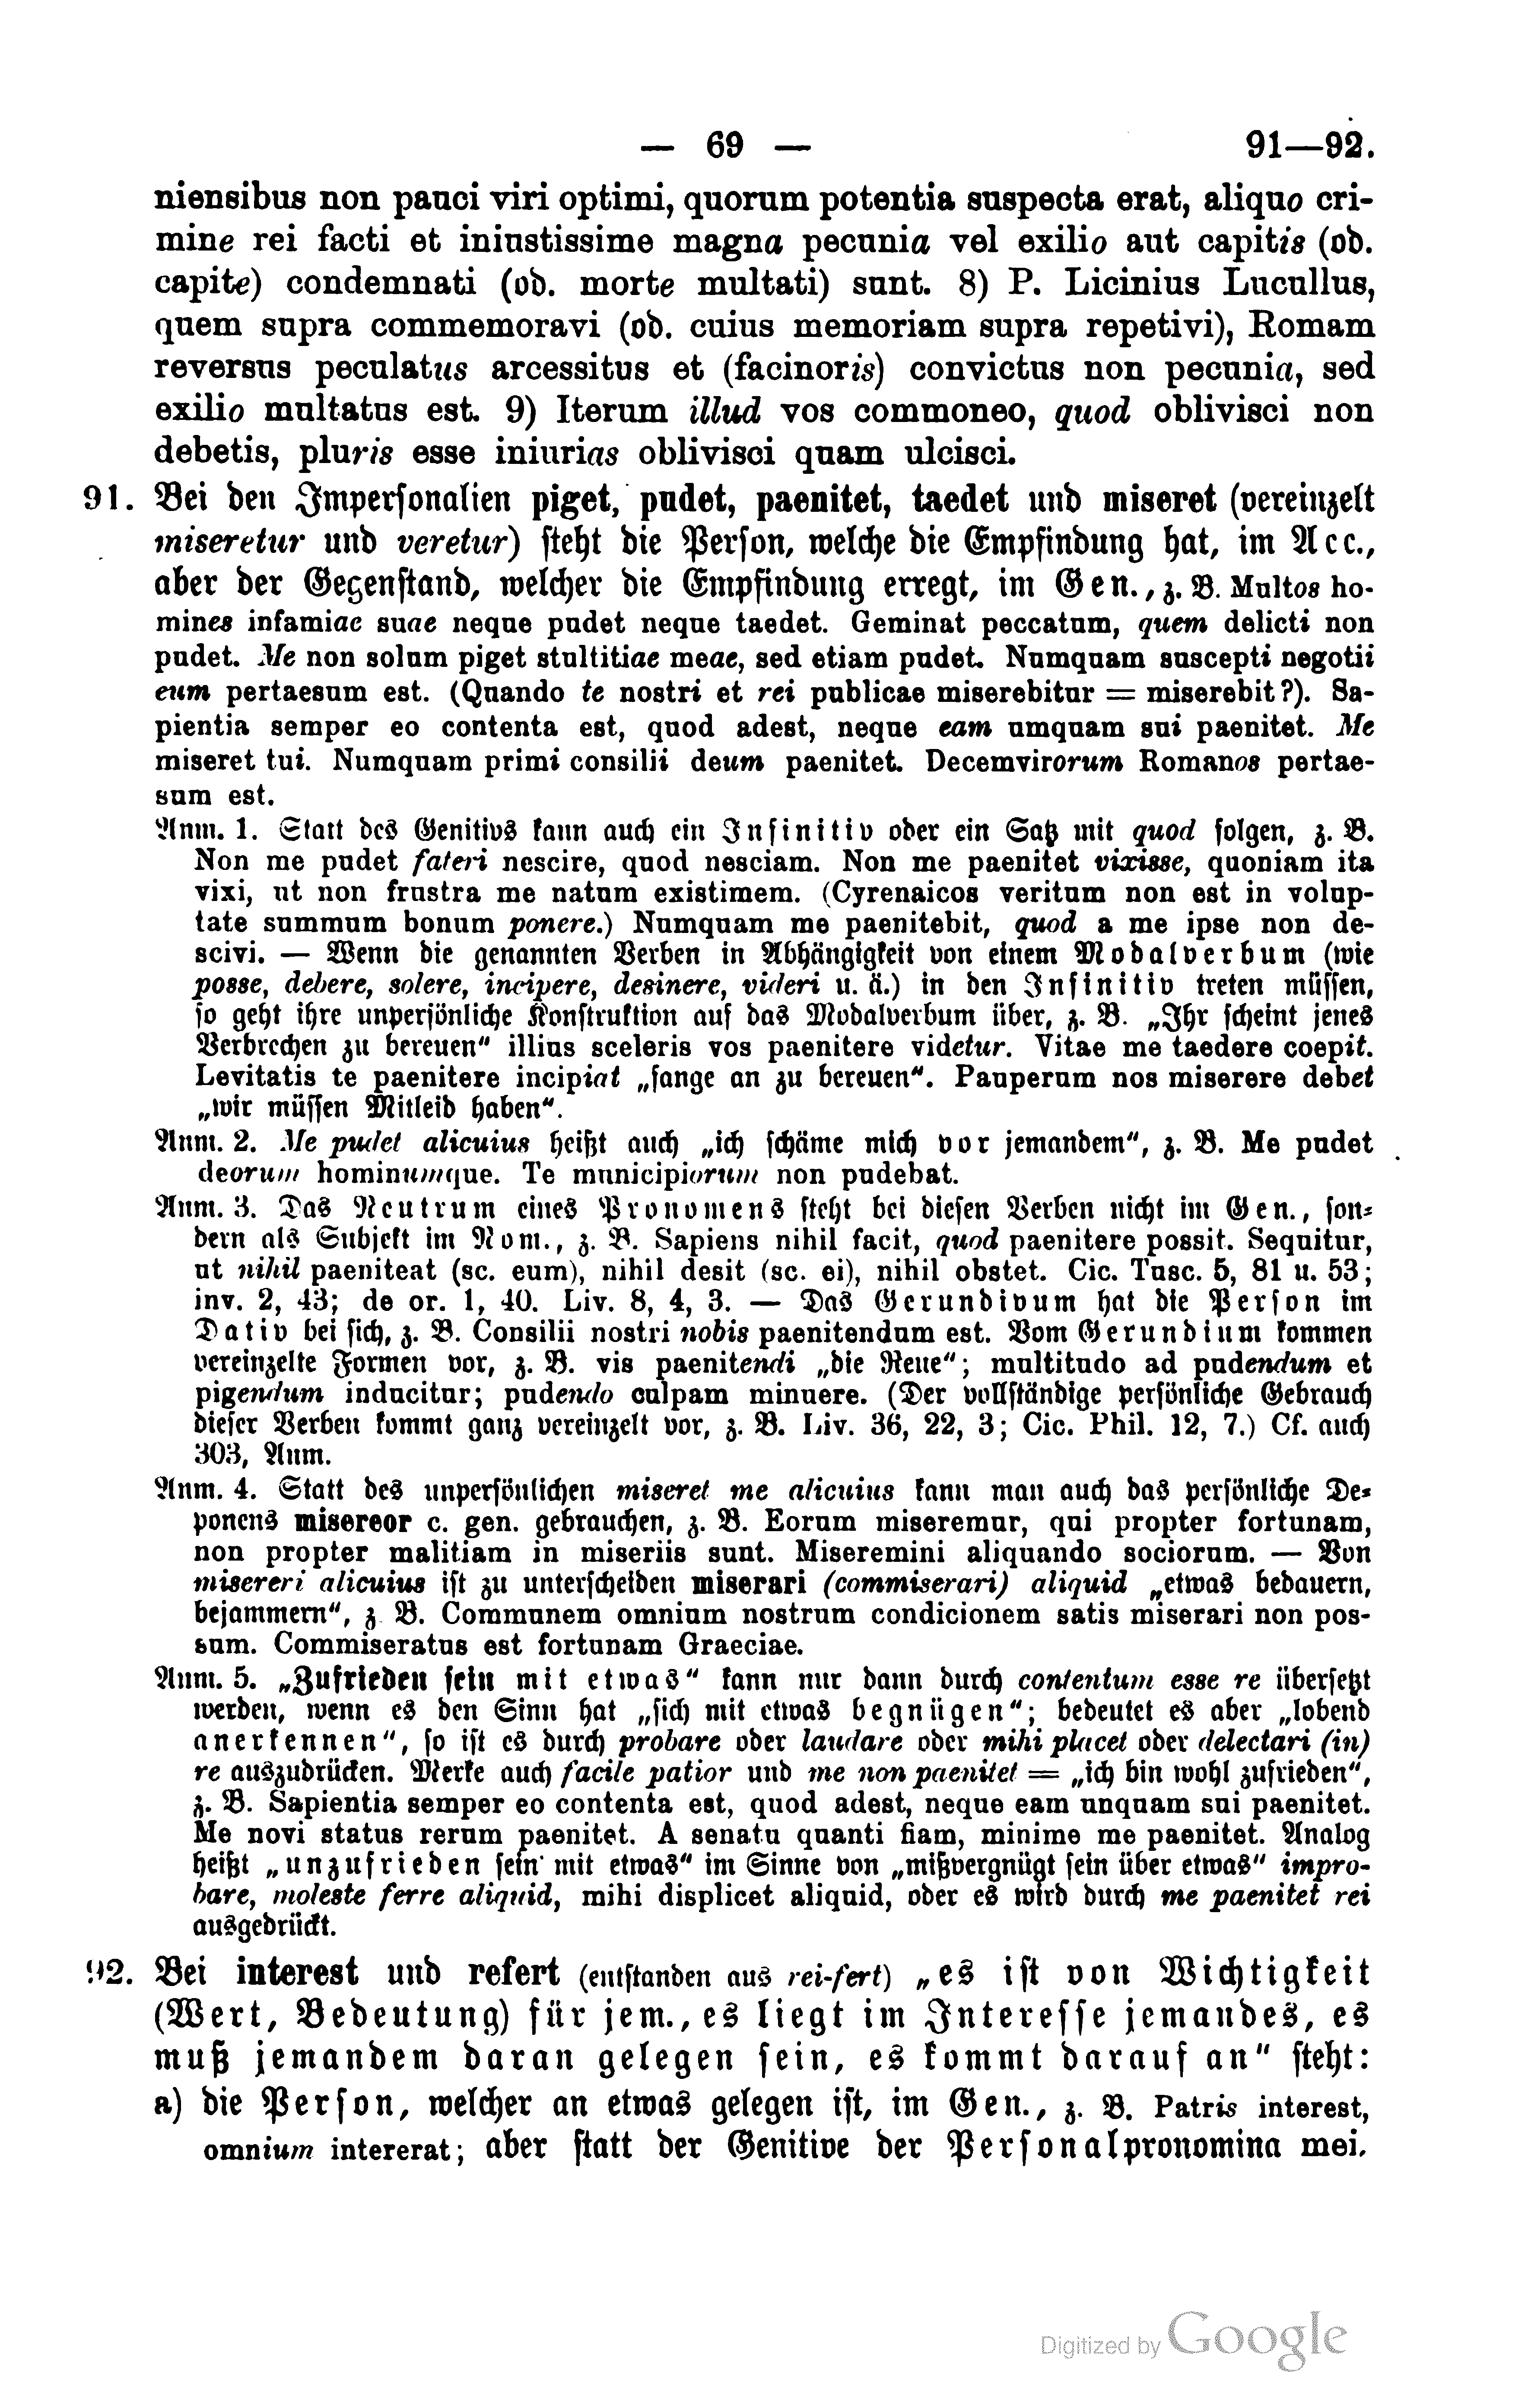 — 69 — 91—92.
niensibus non pauci viri optimi, quorum potentia suspecta erat, aliquo cri-
mine rei facti et iniustissime magna pecunia vel exilio aut capitis (od.
capite) condemnati (od. morte multati) sunt. 8) P. Licinius Lucullus,
quem supra commemoravi (od. cuius memoriam supra repetivi), Romam
reversus peculatus arcessitus et (facinoris) convictus non pecunia, sed
exilio multatus est. 9) Iterum illud vos commoneo, quod oblivisci non
debetis, pluris esse iniurias oblivisci quam ulcisci.
91. Bei den Impersonalien piget, pudet, paenitet, taedet und miseret (vereinzelt
miseretur und veretur) steht die Person, welche die Empfindung hat, im Acc.,
aber der Gegenstand, welcher die Empfindung erregt, im Gen., z. B. Multos ho-
mines infamiae suae neque pudet neque taedet. Geminat peccatum, quem delicti non
pudet. Me non solum piget stultitiae meae, sed etiam pudet. Numquam suscepti negotii
eum pertaesum est. (Quando te nostri et rei publicae miserebitur = miserebit?). Sa-
pientia semper eo contenta est, quod adest, neque eam umquam sui paenitet. Me
miseret tui. Numquam primi consilii deum paenitet. Decemvirorum Romanos pertae-
sum est.
Anm. 1. Statt des Genitivs kann auch ein Infinitiv oder ein Satz mit quod folgen, z. B.
Non me pudet fateri nescire, quod nesciam. Non me paenitet vixisse, quoniam ita
vixi, ut non frustra me natum existimem. (Cyrenaicos veritum non est in volup-
tate summum bonum ponere.) Numquam me paenitebit, quod a me ipse non de-
scivi. — Wenn die genannten Verben in Abhängigkeit von einem Modalverbum (wie
posse, debere, solere, incipere, desinere, videri u. ä.) in den Infinitiv treten müssen,
so geht ihre unpersönliche Konstruktion auf das Modalverbum über, z. B. „Ihr scheint jenes
Verbrechen zu bereuen“ illius sceleris vos paenitere videtur. Vitae me taedere coepit.
Levitatis te paenitere incipiat „fange an zu bereuen“. Pauperum nos miserere debet
„wir müssen Mitleid haben“.
Anm. 2. Me pudet alicuius heißt auch „ich schäme mich vor jemandem“, z. B. Me pudet
deorum hominumque. Te municipiorum non pudebat.
Anm. 3. Das Neutrum eines Pronomens steht bei diesen Verben nicht im Gen., son-
dern als Subjekt im Nom., z. B. Sapiens nihil facit, quod paenitere possit. Sequitur,
ut nihil paeniteat (sc. eum), nihil desit (sc. ei), nihil obstet. Cic. Tusc. 5, 81 u. 53;
inv. 2, 43; de or. 1, 40. Liv. 8, 4, 3. — Das Gerundivum hat die Person im
Dativ bei sich, z. B. Consilii nostri nobis paenitendum est. Vom Gerundium kommen
vereinzelte Formen vor, z. B. vis paenitendi „die Reue“; multitudo ad pudendum et
pigendum inducitur; pudendo culpam minuere. (Der vollständige persönliche Gebrauch
dieser Verben kommt ganz vereinzelt vor, z. B. Liv. 36, 22, 3; Cic. Phil. 12, 7.) Cf. auch
303, Anm.
Anm. 4. Statt des unpersönlichen miseret me alicuius kann man auch das persönliche De-
ponens misereor c. gen. gebrauchen, z. B. Eorum miseremur, qui propter fortunam,
non propter malitiam in miseriis sunt. Miseremini aliquando sociorum. — Von
misereri alicuius ist zu unterscheiden miserari (commiserari) aliquid „etwas bedauern,
bejammern“, z. B. Communem omnium nostrum condicionem satis miserari non pos-
sum. Commiseratus est fortunam Graeciae.
Anm. 5. „Zufrieden sein mit etwas“ kann nur dann durch contentum esse re übersetzt
werden, wenn es den Sinn hat „sich mit etwas begnügen“; bedeutet es aber „lobend
anerkennen“, so ist es durch probare oder laudare oder mihi placet oder delectari (in)
re auszudrücken. Merke auch facile patior und me non paenitet = „ich bin wohl zufrieden“,
z. B. Sapientia semper eo contenta est, quod adest, neque eam unquam sui paenitet.
Me novi status rerum paenitet. A senatu quanti fiam, minime me paenitet. Analog
heißt „unzufrieden sein mit etwas“ im Sinne von „mißvergnügt sein über etwas“ impro-
bare, moleste ferre aliquid, mihi displicet aliquid, oder es wird durch me paenitet rei
ausgedrückt.
92. Bei interest und refert (entstanden aus rei-fert) „es ist von Wichtigkeit
(Wert, Bedeutung) für jem., es liegt im Interesse jemandes, es
muß jemandem daran gelegen sein, es kommt darauf an“ steht:
a) die Person, welcher an etwas gelegen ist, im Gen., z. B. Patris interest,
omnium intererat; aber statt der Genitive der Personalpronomina mei,
Digitized by Google